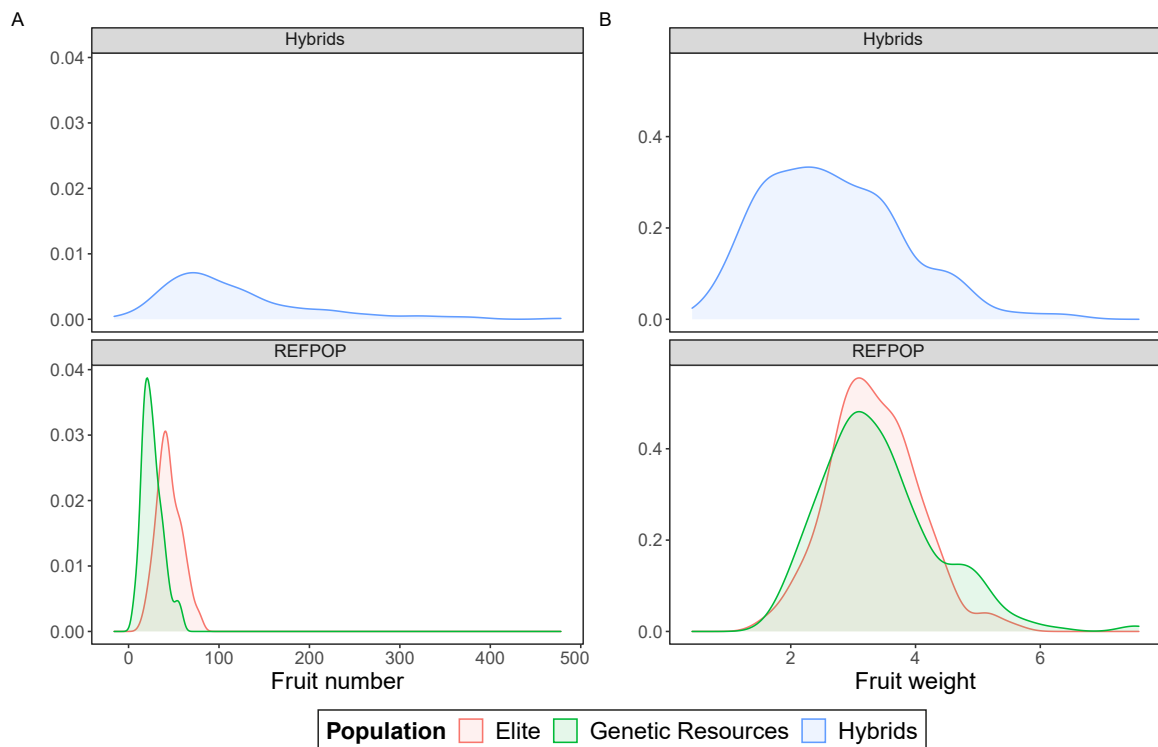 A
Hybrids
0.04
0.03
0.02
0.01
0.00
REFPOP
0.04
0.03
0.02
0.01
0.00
0 100 200 300 400 500
Fruit number
B
Hybrids
0.4
0.2
0.0
REFPOP
0.4
0.2
0.0
2 4 6
Fruit weight
Population Elite Genetic Resources Hybrids